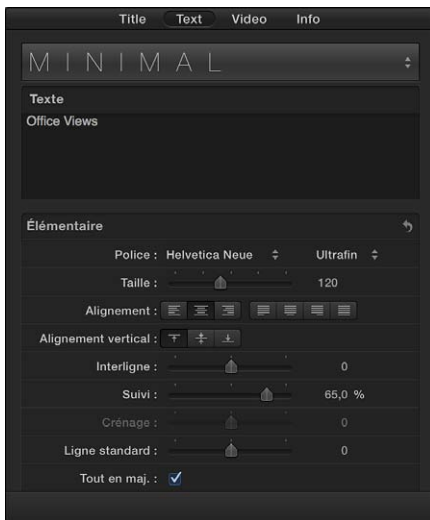 Title Text Video Info
MINIMAL
Texte
Office Views
Élémentaire
Police : Helvetica Neue Ultrafin
Taille : 120
Alignement :
Alignement vertical :
Interligne : 0
Suivi : 65,0 %
Crénage : 0
Ligne standard : 0
Tout en maj. :